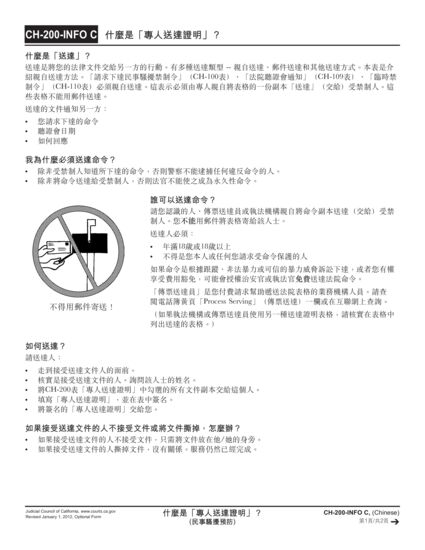 CH-200-INFO C 什麼是「專人送達證明」？
什麼是「送達」？
送達是將您的法律文件交給另一方的行動。有多種送達類型 -- 親自送達、郵件送達和其他送達方式。本表是介
紹親自送達方法。「請求下達民事騷擾禁制令」（CH-100表），「法院聽證會通知」（CH-109表），「臨時禁
制令」（CH-110表）必須親自送達。這表示必須由專人親自將表格的一份副本「送達」（交給）受禁制人。這
些表格不能用郵件送達。
送達的文件通知另一方：
• 您請求下達的命令
• 聽證會日期
• 如何回應
我為什麼必須送達命令？
• 除非受禁制人知道所下達的命令，否則警察不能逮捕任何違反命令的人。
• 除非將命令送達給受禁制人，否則法官不能使之成為永久性命令。
不得用郵件寄送！
誰可以送達命令？
請您認識的人、傳票送達員或執法機構親自將命令副本送達（交給）受禁
制人。您不能用郵件將表格寄給該人士。
送達人必須：
• 年滿18歲或18歲以上
• 不得是您本人或任何您請求受命令保護的人
如果命令是根據跟蹤、非法暴力或可信的暴力威脅訴訟下達，或者您有權
享受費用豁免，可能會授權治安官或執法官免費送達法院命令。
「傳票送達員」是您付費請求幫助遞送法院表格的業務機構人員。請查
閱電話簿黃頁「Process Serving」（傳票送達）一欄或在互聯網上查詢。
（如果執法機構或傳票送達員使用另一種送達證明表格，請核實在表格中
列出送達的表格。）
如何送達？
請送達人：
• 走到接受送達文件人的面前。
• 核實是接受送達文件的人。詢問該人士的姓名。
• 將CH-200表「專人送達證明」中勾選的所有文件副本交給這個人。
• 填寫「專人送達證明」，並在表中簽名。
• 將簽名的「專人送達證明」交給您。
如果接受送達文件的人不接受文件或將文件撕掉，怎麼辦？
• 如果接受送達文件的人不接受文件，只需將文件放在他/她的身旁。
• 如果接受送達文件的人撕掉文件，沒有關係。服務仍然已經完成。
Judicial Council of California, www.courts.ca.gov
Revised January 1, 2012, Optional Form
什麼是「專人送達證明」？
(民事騷擾預防)
CH-200-INFO C, (Chinese)
第1頁/共2頁